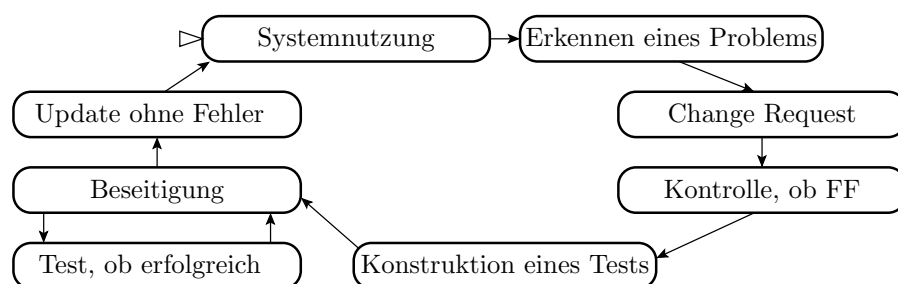 Systemnutzung
Erkennen eines Problems
Update ohne Fehler
Change Request
Beseitigung
Kontrolle, ob FF
Test, ob erfolgreich
Konstruktion eines Tests